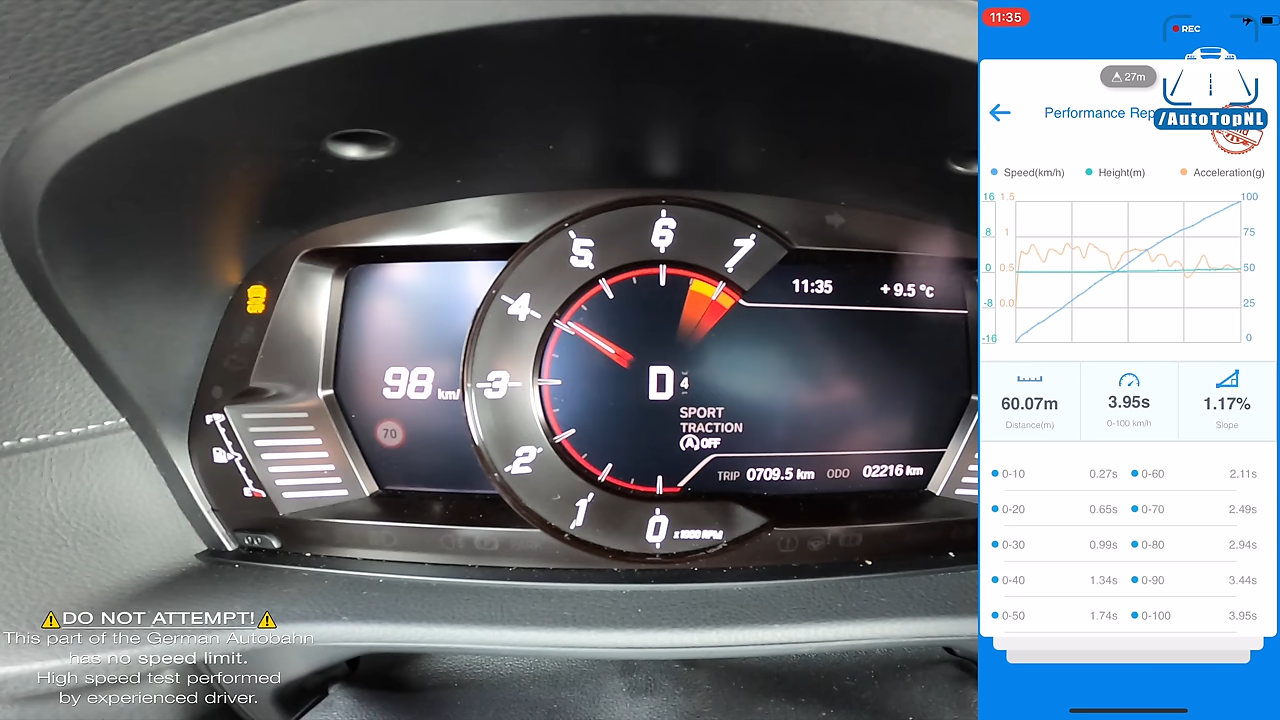 5
6
7
4
3
2
1
0 x1000 RPM
98 km/
70
11:35 +9.5 °C
D 4
SPORT
TRACTION
A OFF
TRIP 0709.5 km ODO 02216 km
⚠DO NOT ATTEMPT!⚠
This part of the German Autobahn
has no speed limit.
High speed test performed
by experienced driver.
11:35
REC
27m
/AutoTopNL
Performance Rep
Speed(km/h) Height(m) Acceleration(g)
16 1.5 100
8 1 75
0 0.5 50
-8 0.0 25
-16 0
60.07m 3.95s 1.17%
Distance(m) 0-100 km/h Slope
0-10 0.27s 0-60 2.11s
0-20 0.65s 0-70 2.49s
0-30 0.99s 0-80 2.94s
0-40 1.34s 0-90 3.44s
0-50 1.74s 0-100 3.95s